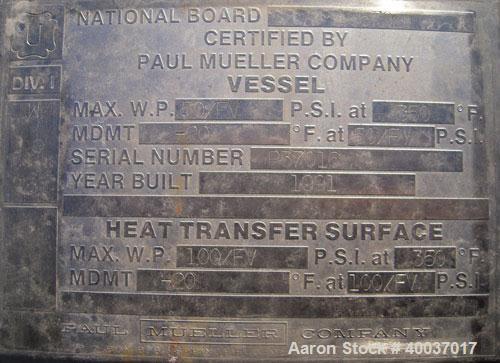 NATIONAL BOARD
U
CERTIFIED BY
PAUL MUELLER COMPANY
VESSEL
DIV. 1
W
MAX. W.P. 50/FV P.S.I. at 350 °F.
MDMT -20 °F. at 50/FV P.S.I.
SERIAL NUMBER
YEAR BUILT 1991
HEAT TRANSFER SURFACE
MAX. W.P. 100/FV P.S.I. at 350 °F.
MDMT -20 °F. at 100/FV P.S.I.
PAUL MUELLER COMPANY
Aaron Stock # 40037017